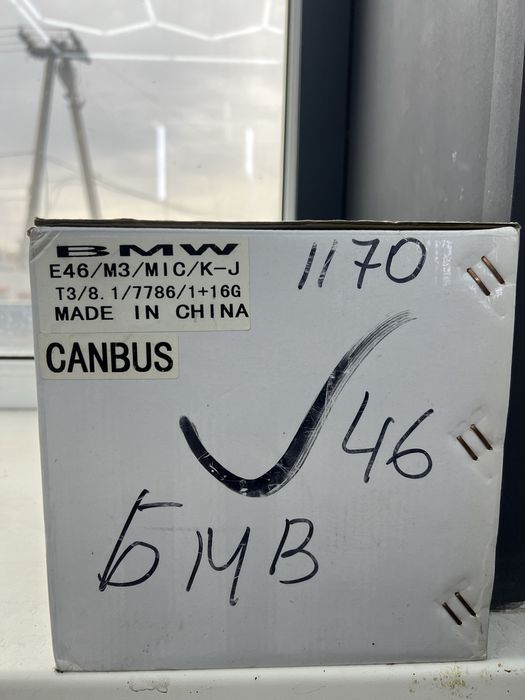 BMW
E46/M3/MIC/K-J
T3/8.1/7786/1+16G
MADE IN CHINA
CANBUS
1170
46
БМВ